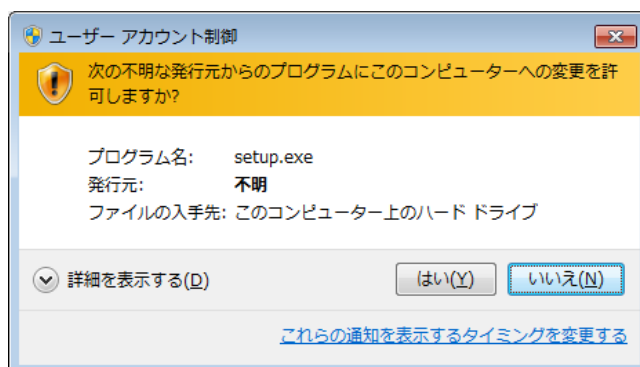 ユーザー アカウント制御
次の不明な発行元からのプログラムにこのコンピューターへの変更を許
可しますか?
プログラム名: setup.exe
発行元: 不明
ファイルの入手先: このコンピューター上のハード ドライブ
詳細を表示する(D) はい(Y) いいえ(N)
これらの通知を表示するタイミングを変更する